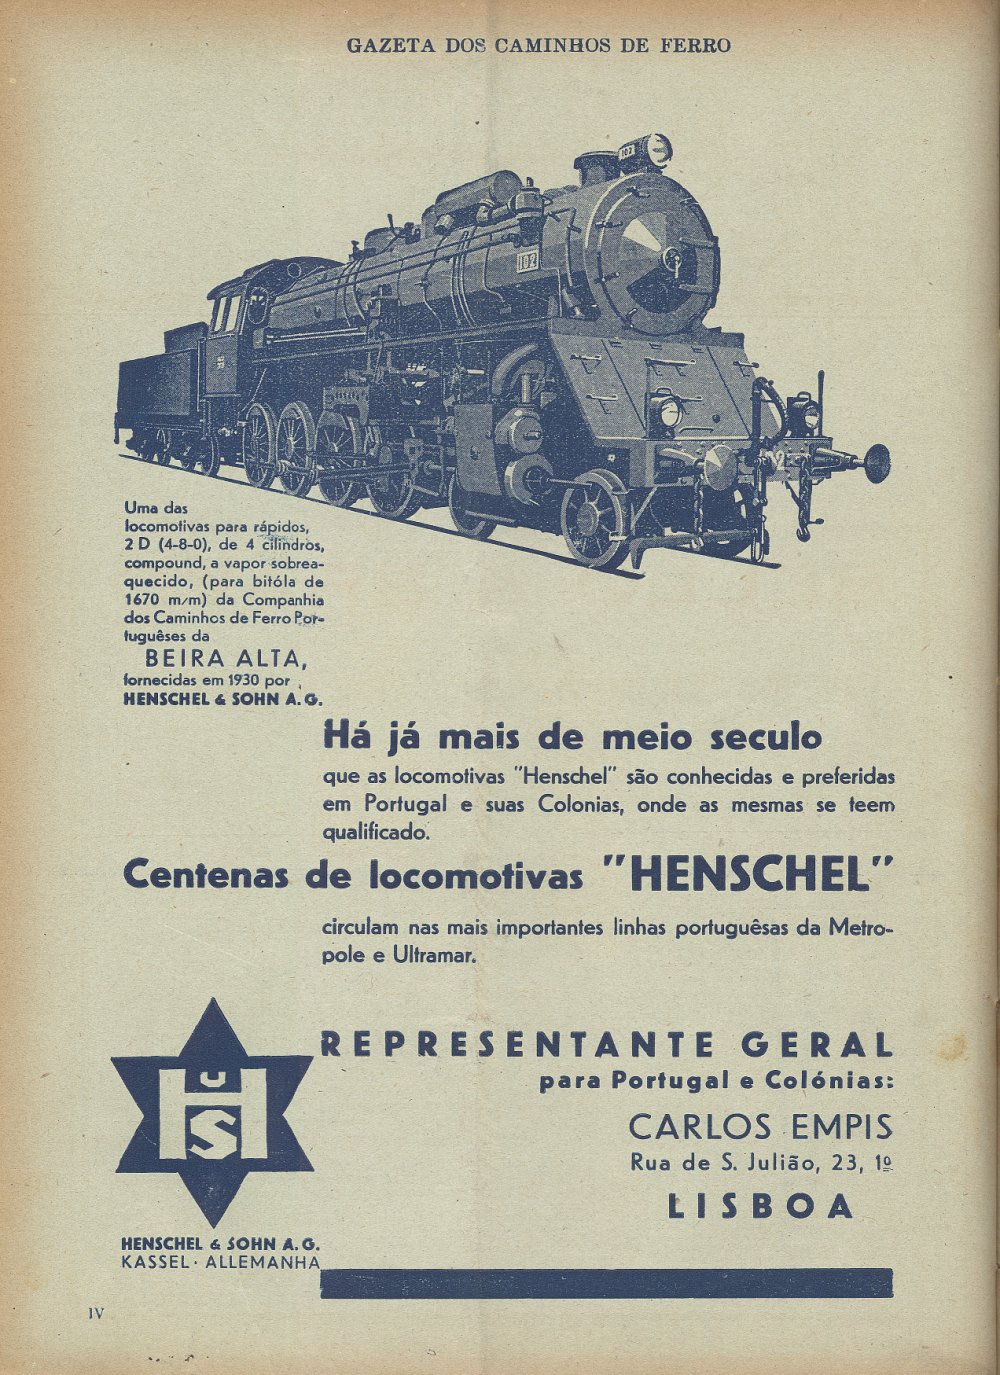 GAZETA DOS CAMINHOS DE FERRO
102
102
Uma das
locomotivas para rápidos,
2 D (4-8-0), de 4 cilindros,
compound, a vapor sobrea-
quecido, (para bitóla de
1670 m/m) da Companhia
dos Caminhos de Ferro Por-
tuguêses da
BEIRA ALTA,
fornecidas em 1930 por
HENSCHEL & SOHN A. G.
Há já mais de meio seculo
que as locomotivas "Henschel" são conhecidas e preferidas
em Portugal e suas Colonias, onde as mesmas se teem
qualificado.
Centenas de locomotivas "HENSCHEL"
circulam nas mais importantes linhas portuguêsas da Metro-
pole e Ultramar.
REPRESENTANTE GERAL
para Portugal e Colónias:
CARLOS EMPIS
Rua de S. Julião, 23, 1º
LISBOA
HuS
HENSCHEL & SOHN A. G.
KASSEL · ALLEMANHA
IV